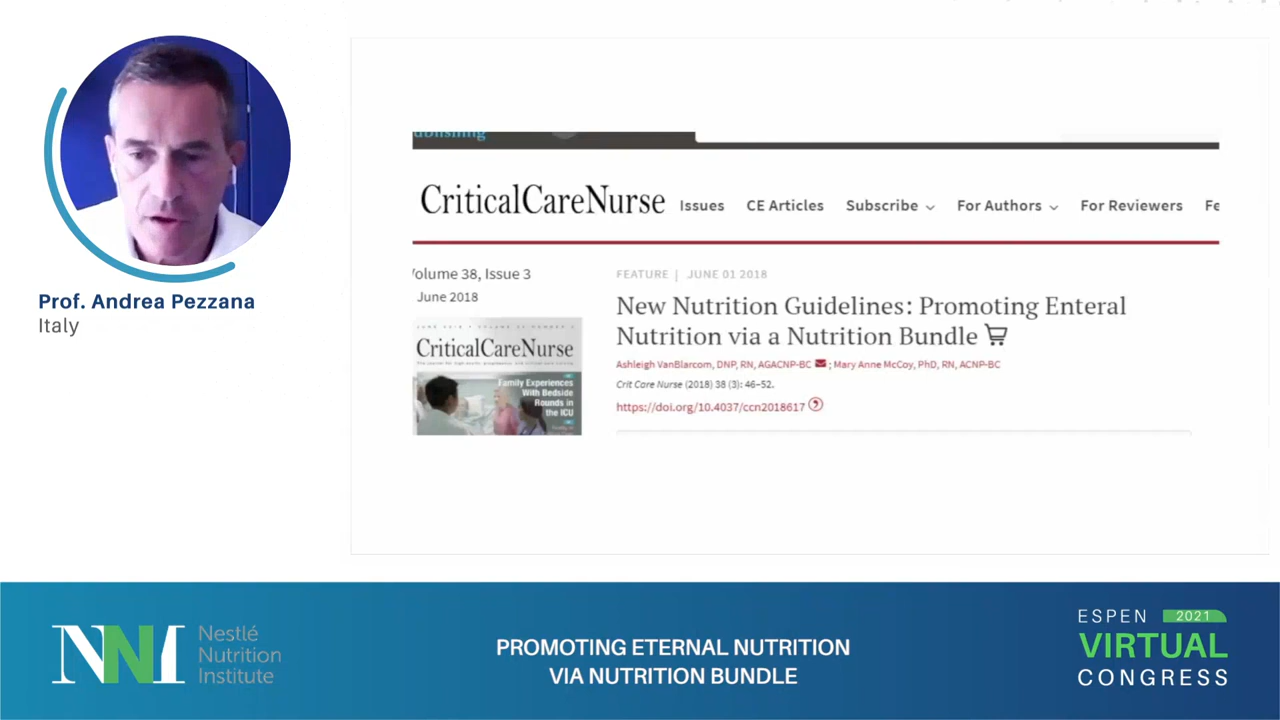 Prof. Andrea Pezzana
Italy
CriticalCareNurse
Issues CE Articles Subscribe For Authors For Reviewers Fe
olume 38, Issue 3
June 2018
CriticalCareNurse
Family Experiences
With Bedside
Rounds in
the ICU
FEATURE | JUNE 01 2018
New Nutrition Guidelines: Promoting Enteral
Nutrition via a Nutrition Bundle
Ashleigh VanBlarcom, DNP, RN, AGACNP-BC ; Mary Anne McCoy, PhD, RN, ACNP-BC
Crit Care Nurse (2018) 38 (3): 46–52.
https://doi.org/10.4037/ccn2018617
NNI
Nestlé
Nutrition
Institute
PROMOTING ETERNAL NUTRITION
VIA NUTRITION BUNDLE
ESPEN 2021
VIRTUAL
CONGRESS